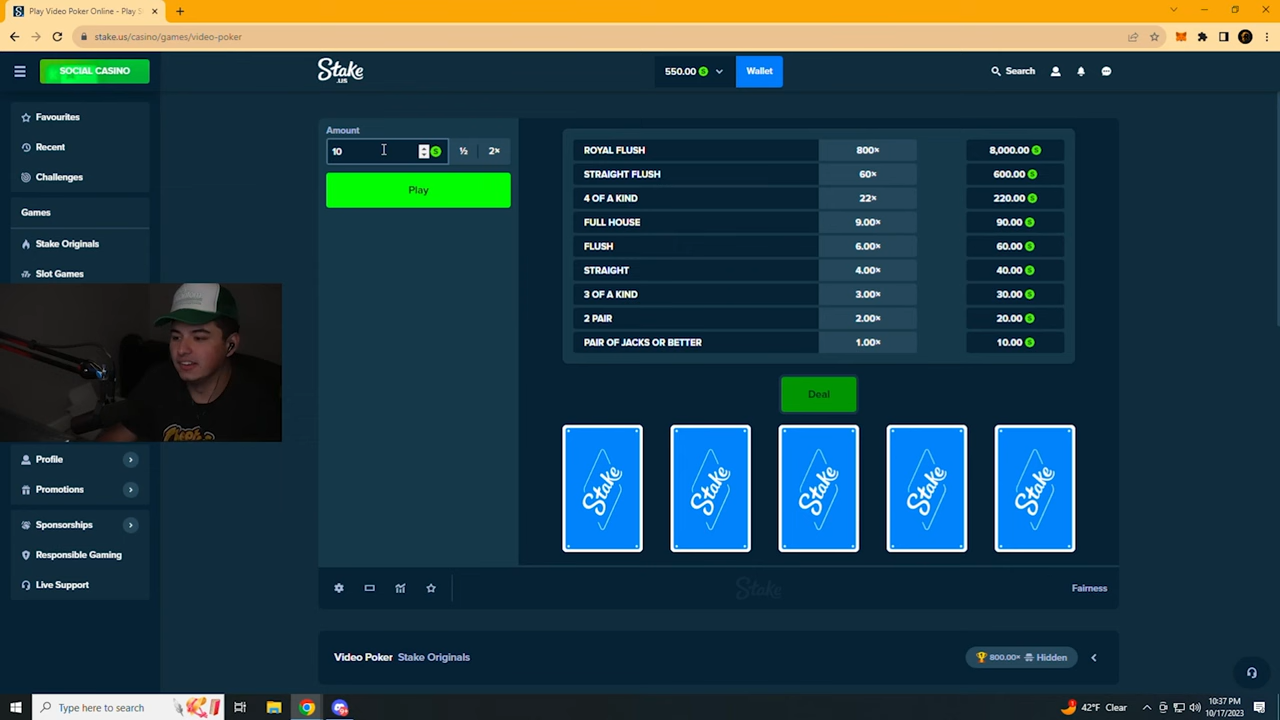 Play Video Poker Online - Play S
stake.us/casino/games/video-poker
SOCIAL CASINO
Stake
.US
550.00
Wallet
Search
Favourites
Recent
Challenges
Games
Stake Originals
Slot Games
Profile
Promotions
Sponsorships
Responsible Gaming
Live Support
Amount
10
½
2×
Play
ROYAL FLUSH 800× 8,000.00
STRAIGHT FLUSH 60× 600.00
4 OF A KIND 22× 220.00
FULL HOUSE 9.00× 90.00
FLUSH 6.00× 60.00
STRAIGHT 4.00× 40.00
3 OF A KIND 3.00× 30.00
2 PAIR 2.00× 20.00
PAIR OF JACKS OR BETTER 1.00× 10.00
Deal
Stake Stake Stake Stake Stake
Stake
Fairness
Video Poker Stake Originals
800.00× Hidden
Type here to search
42°F Clear
10:37 PM
10/17/2023